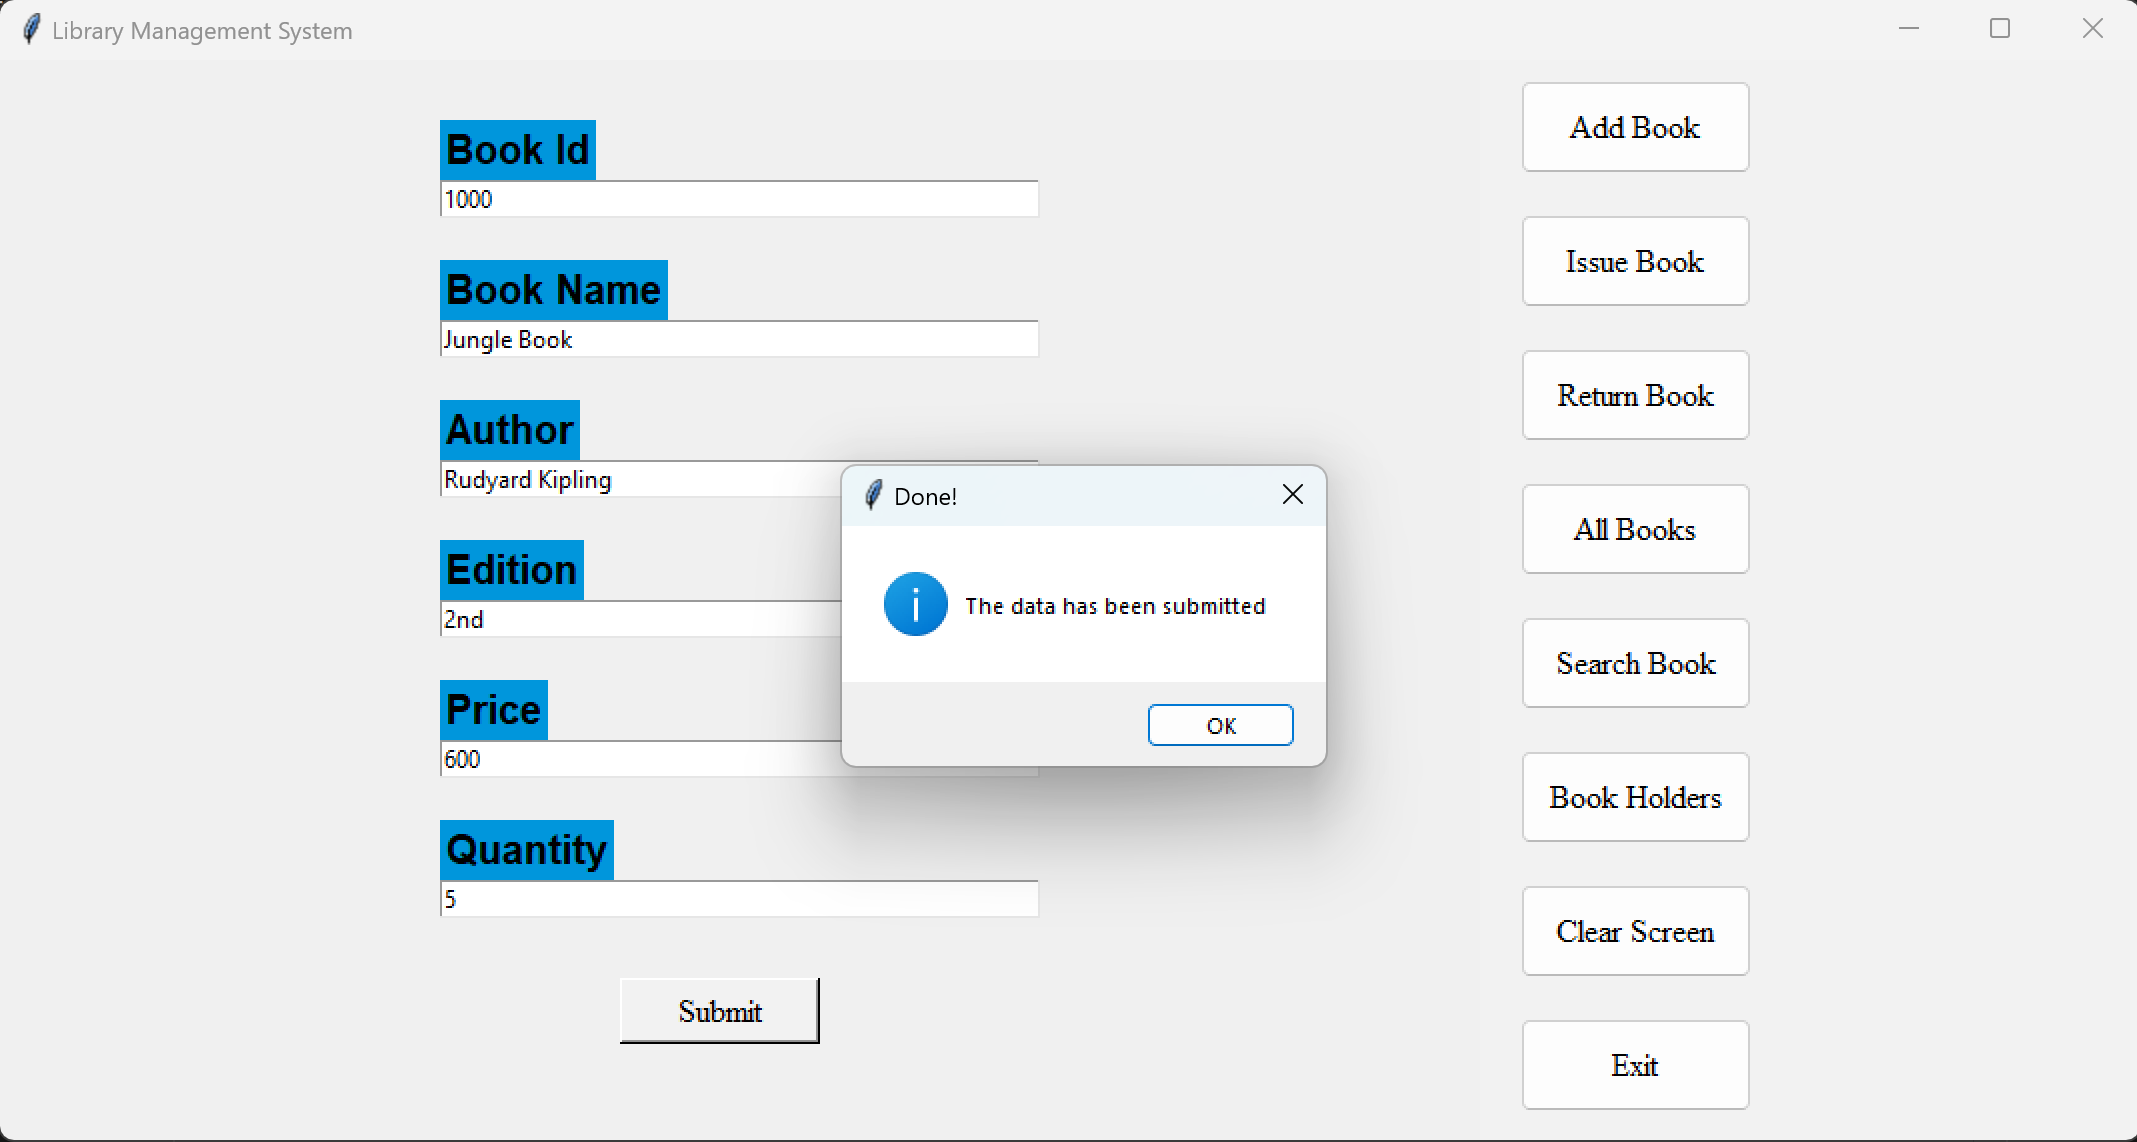 Library Management System
Book Id
1000
Book Name
Jungle Book
Author
Rudyard Kipling
Edition
2nd
Price
600
Quantity
5
Submit
Done!
The data has been submitted
OK
Add Book
Issue Book
Return Book
All Books
Search Book
Book Holders
Clear Screen
Exit